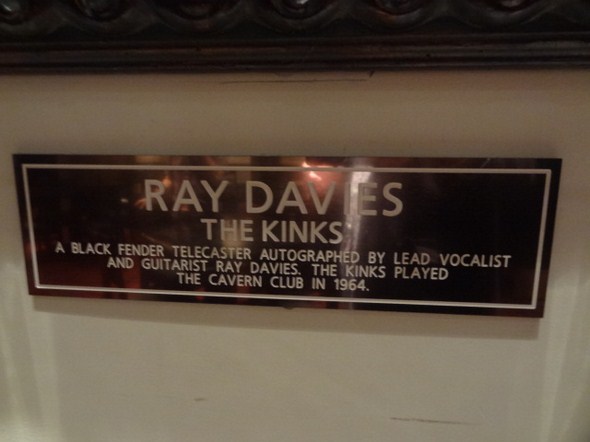 RAY DAVIES
THE KINKS
A BLACK FENDER TELECASTER AUTOGRAPHED BY LEAD VOCALIST
AND GUITARIST RAY DAVIES. THE KINKS PLAYED
THE CAVERN CLUB IN 1964.